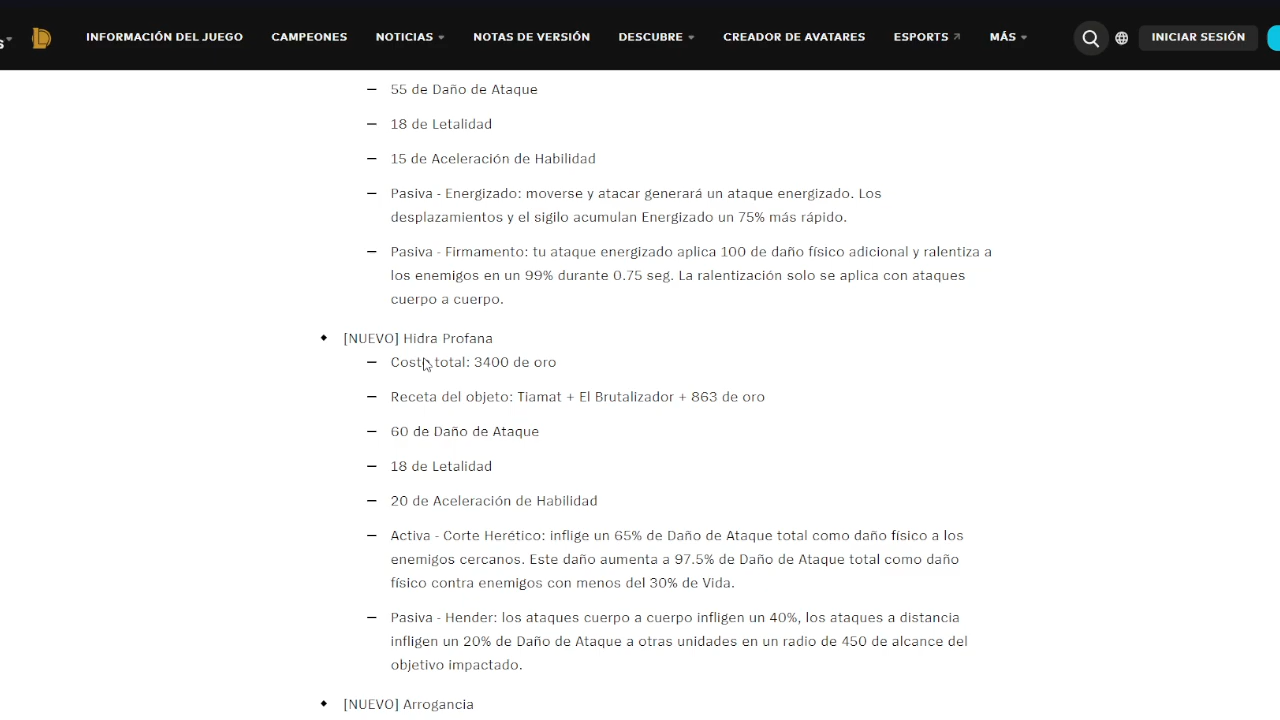 S
INFORMACIÓN DEL JUEGO CAMPEONES NOTICIAS NOTAS DE VERSIÓN DESCUBRE CREADOR DE AVATARES ESPORTS MÁS INICIAR SESIÓN
— 55 de Daño de Ataque
— 18 de Letalidad
— 15 de Aceleración de Habilidad
— Pasiva - Energizado: moverse y atacar generará un ataque energizado. Los
desplazamientos y el sigilo acumulan Energizado un 75% más rápido.
— Pasiva - Firmamento: tu ataque energizado aplica 100 de daño físico adicional y ralentiza a
los enemigos en un 99% durante 0.75 seg. La ralentización solo se aplica con ataques
cuerpo a cuerpo.
[NUEVO] Hidra Profana
— Costo total: 3400 de oro
— Receta del objeto: Tiamat + El Brutalizador + 863 de oro
— 60 de Daño de Ataque
— 18 de Letalidad
— 20 de Aceleración de Habilidad
— Activa - Corte Herético: inflige un 65% de Daño de Ataque total como daño físico a los
enemigos cercanos. Este daño aumenta a 97.5% de Daño de Ataque total como daño
físico contra enemigos con menos del 30% de Vida.
— Pasiva - Hender: los ataques cuerpo a cuerpo infligen un 40%, los ataques a distancia
infligen un 20% de Daño de Ataque a otras unidades en un radio de 450 de alcance del
objetivo impactado.
[NUEVO] Arrogancia